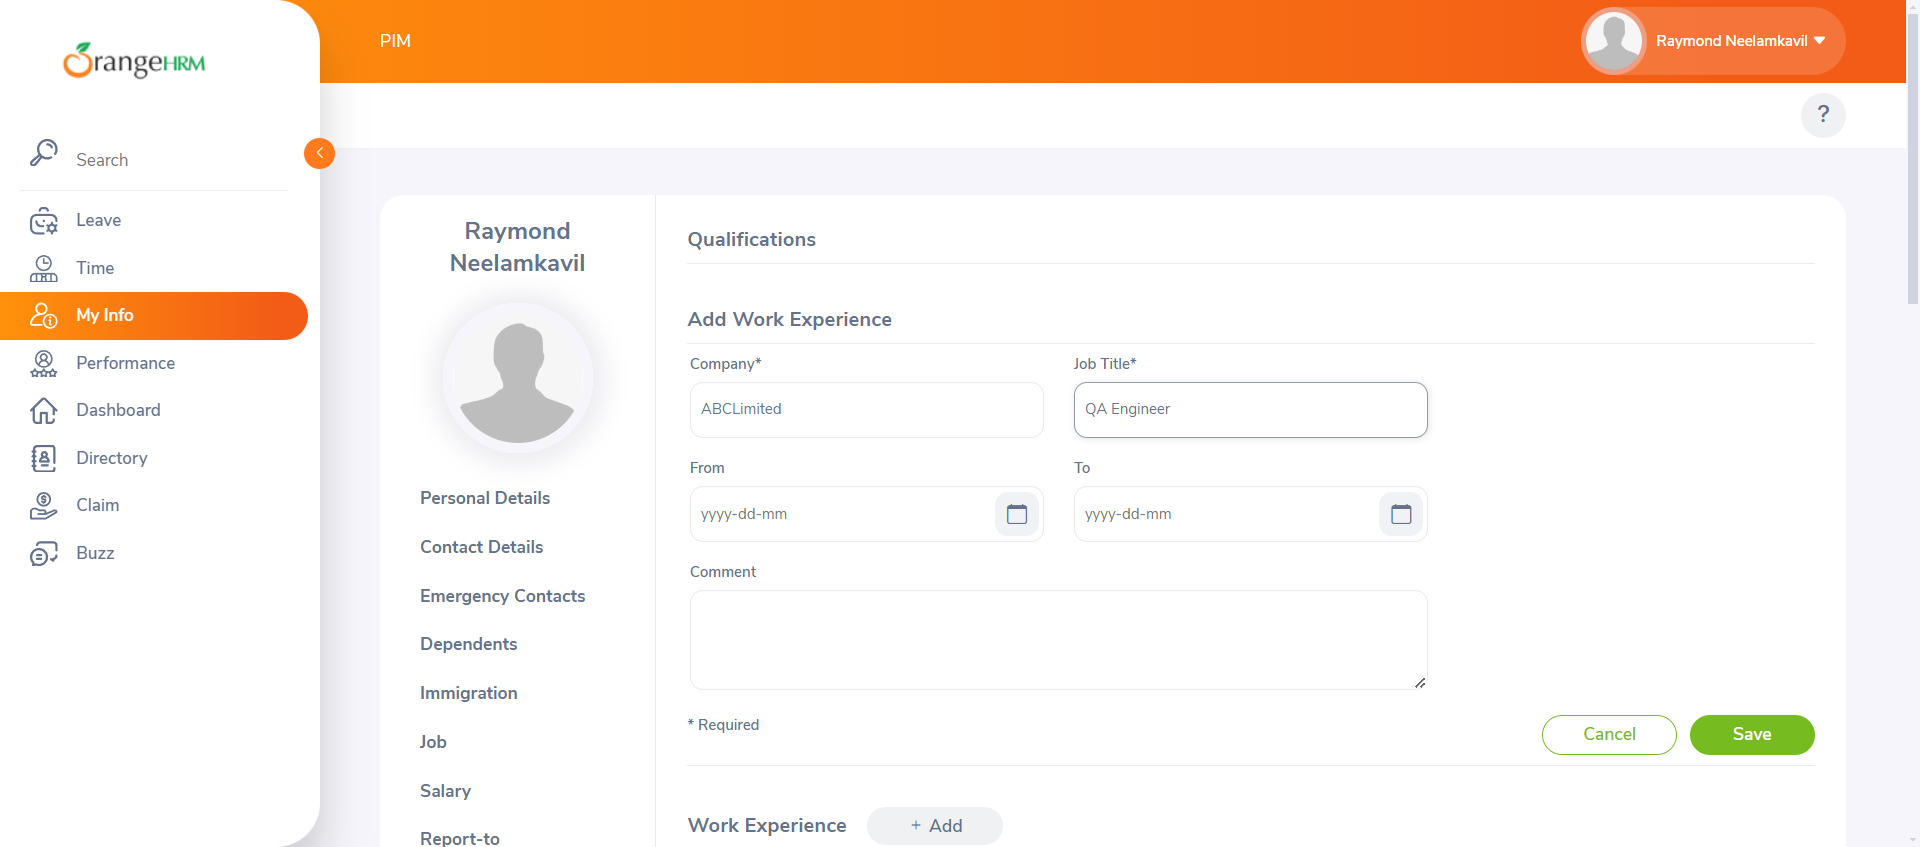 OrangeHRM
PIM
Raymond Neelamkavil
?
Search
Leave
Time
My Info
Performance
Dashboard
Directory
Claim
Buzz
Raymond
Neelamkavil
Personal Details
Contact Details
Emergency Contacts
Dependents
Immigration
Job
Salary
Report-to
Qualifications
Add Work Experience
Company*
Job Title*
ABCLimited
QA Engineer
From
To
yyyy-dd-mm
yyyy-dd-mm
Comment
* Required
Cancel
Save
Work Experience
+ Add